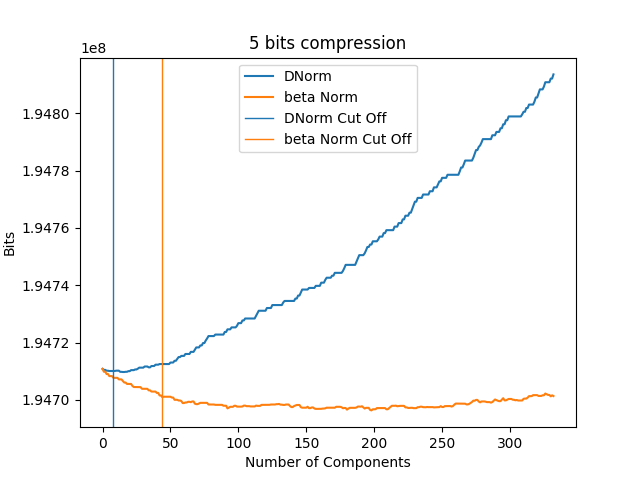 5 bits compression
1e8
DNorm
beta Norm
DNorm Cut Off
beta Norm Cut Off
1.9480
1.9478
1.9476
1.9474
1.9472
1.9470
Bits
0 50 100 150 200 250 300
Number of Components